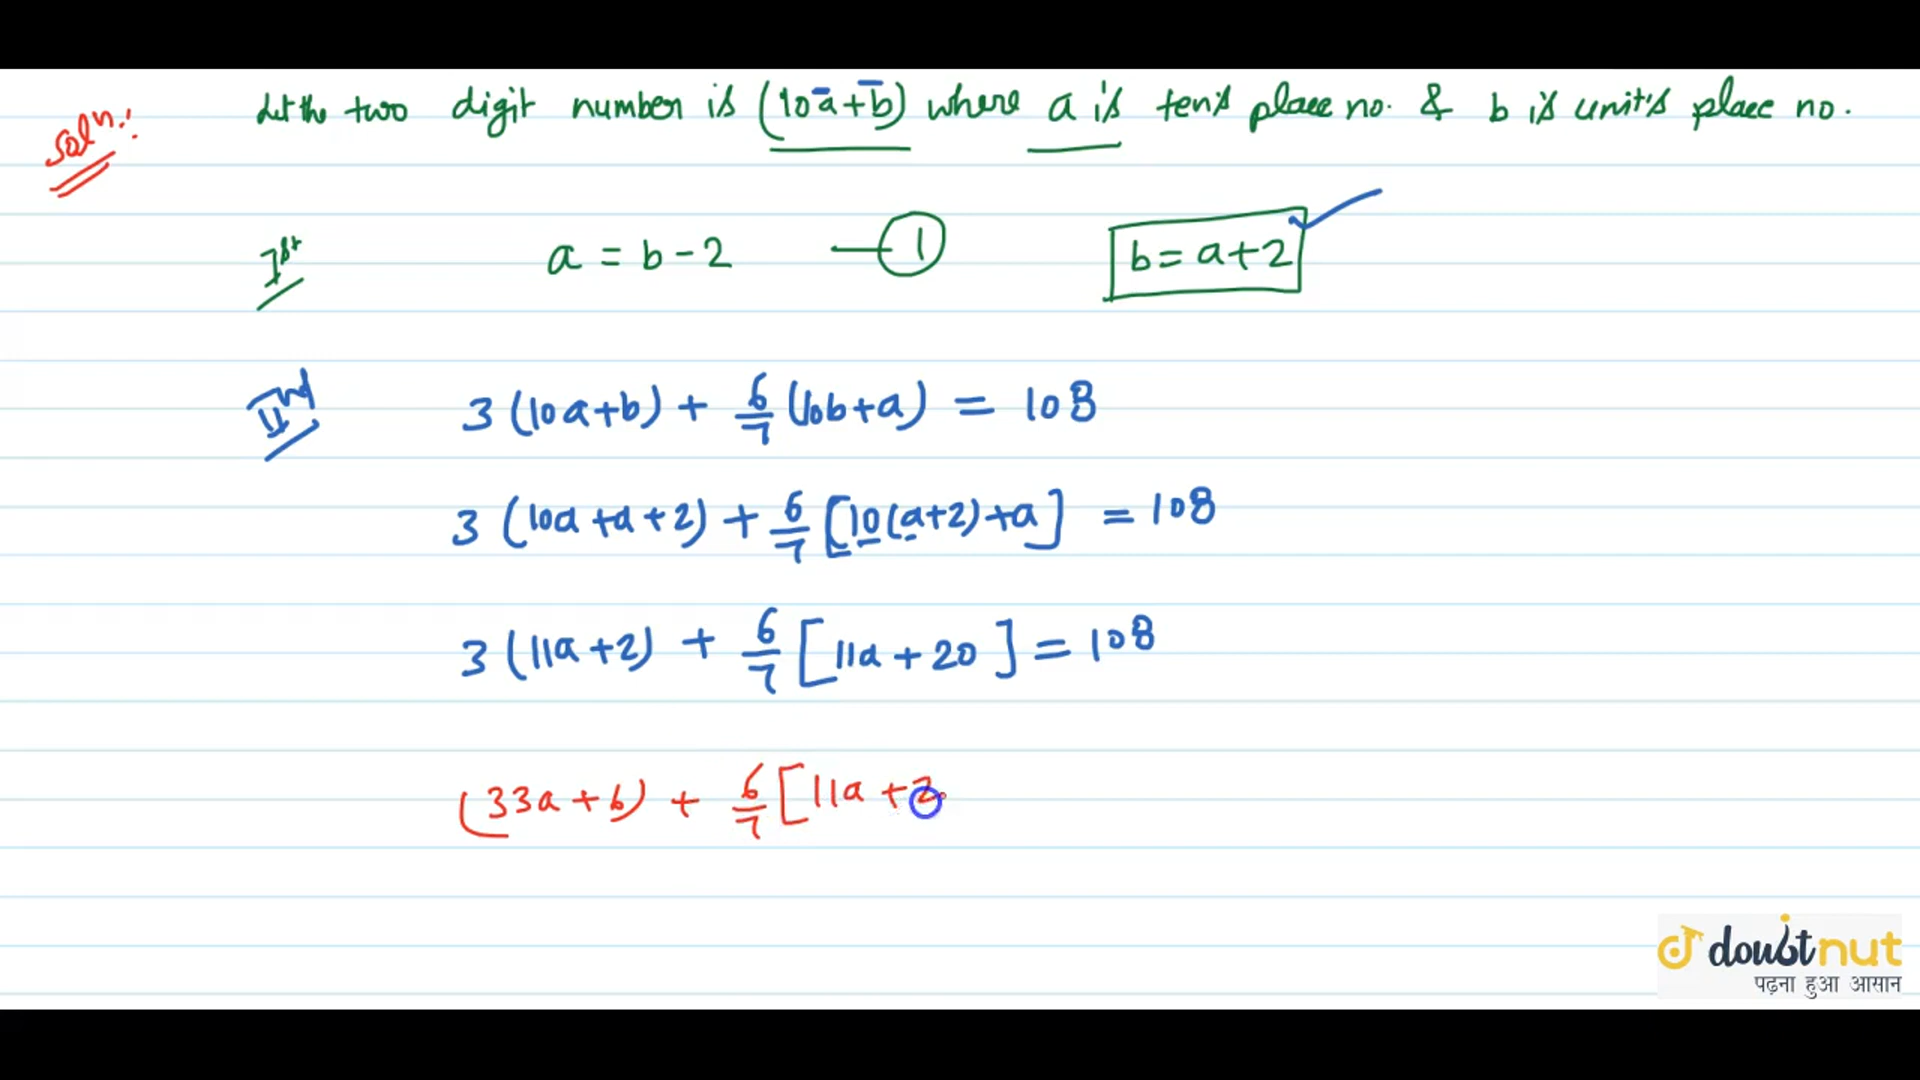 Solⁿ:
Let the two digit number is (10a+b) where a is ten's place no. & b is unit's place no.
Iˢᵗ a = b - 2 — ① b = a+2
IIⁿᵈ 3 (10a+b) + 6/7 (10b+a) = 108
3 (10a +a +2) + 6/7 [10(a+2)+a] = 108
3 (11a +2) + 6/7 [11a + 20] = 108
(33a + 6) + 6/7 [11a + 2
doubtnut
पढ़ना हुआ आसान